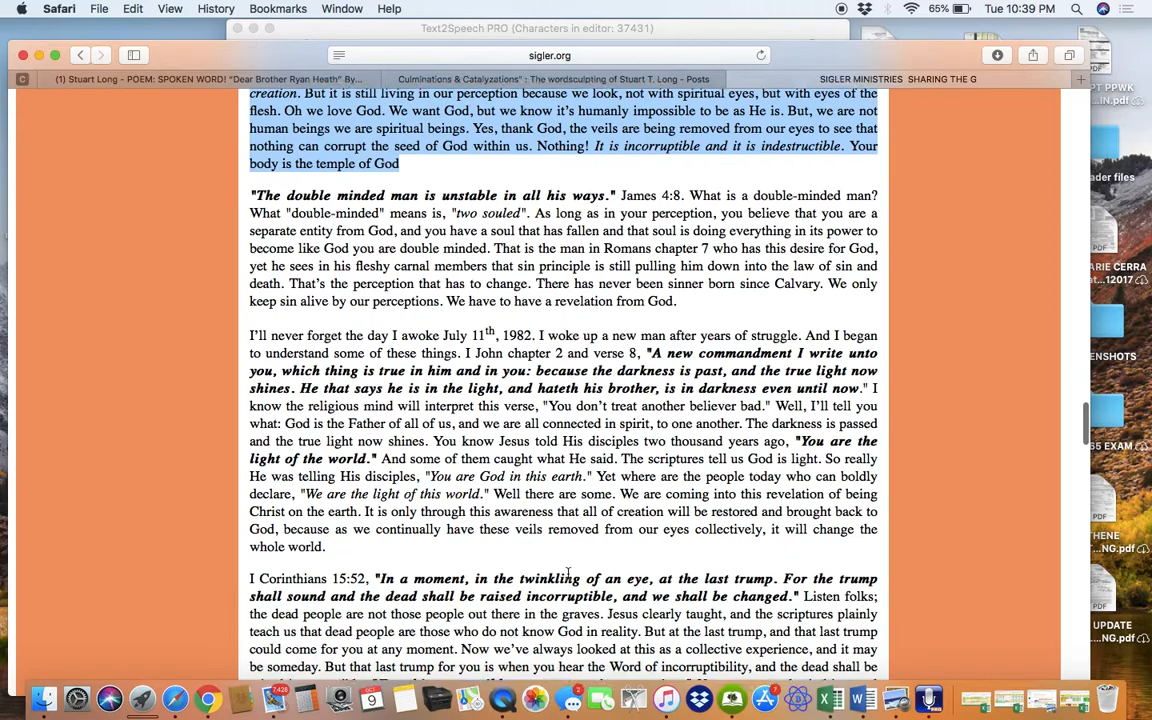 Safari File Edit View History Bookmarks Window Help 65% Tue 10:39 PM
Text2Speech PRO (Characters in editor: 37431)
sigler.org
C (1) Stuart Long - POEM: SPOKEN WORD! “Dear Brother Ryan Heath” By... Culminations & Catalyzations” : The wordsculpting of Stuart T. Long - Posts SIGLER MINISTRIES SHARING THE G +
creation. But it is still living in our perception because we look, not with spiritual eyes, but with eyes of the
flesh. Oh we love God. We want God, but we know it’s humanly impossible to be as He is. But, we are not
human beings we are spiritual beings. Yes, thank God, the veils are being removed from our eyes to see that
nothing can corrupt the seed of God within us. Nothing! It is incorruptible and it is indestructible. Your
body is the temple of God
"The double minded man is unstable in all his ways." James 4:8. What is a double-minded man?
What "double-minded" means is, "two souled". As long as in your perception, you believe that you are a
separate entity from God, and you have a soul that has fallen and that soul is doing everything in its power to
become like God you are double minded. That is the man in Romans chapter 7 who has this desire for God,
yet he sees in his fleshy carnal members that sin principle is still pulling him down into the law of sin and
death. That’s the perception that has to change. There has never been sinner born since Calvary. We only
keep sin alive by our perceptions. We have to have a revelation from God.
I’ll never forget the day I awoke July 11th, 1982. I woke up a new man after years of struggle. And I began
to understand some of these things. I John chapter 2 and verse 8, "A new commandment I write unto
you, which thing is true in him and in you: because the darkness is past, and the true light now
shines. He that says he is in the light, and hateth his brother, is in darkness even until now." I
know the religious mind will interpret this verse, "You don’t treat another believer bad." Well, I’ll tell you
what: God is the Father of all of us, and we are all connected in spirit, to one another. The darkness is passed
and the true light now shines. You know Jesus told His disciples two thousand years ago, "You are the
light of the world." And some of them caught what He said. The scriptures tell us God is light. So really
He was telling His disciples, "You are God in this earth." Yet where are the people today who can boldly
declare, "We are the light of this world." Well there are some. We are coming into this revelation of being
Christ on the earth. It is only through this awareness that all of creation will be restored and brought back to
God, because as we continually have these veils removed from our eyes collectively, it will change the
whole world.
I Corinthians 15:52, "In a moment, in the twinkling of an eye, at the last trump. For the trump
shall sound and the dead shall be raised incorruptible, and we shall be changed." Listen folks;
the dead people are not those people out there in the graves. Jesus clearly taught, and the scriptures plainly
teach us that dead people are those who do not know God in reality. But at the last trump, and that last trump
could come for you at any moment. Now we’ve always looked at this as a collective experience, and it may
be someday. But that last trump for you is when you hear the Word of incorruptibility, and the dead shall be
PT PPWK
IN.pdf
ader files
PDF
ARIE CERRA
12017
ENSHOTS
65 EXAM
PDF
THENE
...NG.pdf
PDF
UPDATE
...NG.pdf
7,428
OCT
9
2
7